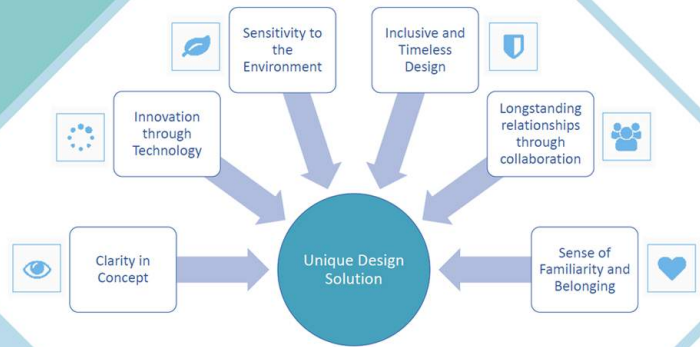 Sensitivity to
the
Environment
Inclusive and
Timeless
Design
Innovation
through
Technology
Longstanding
relationships
through
collaboration
Clarity in
Concept
Unique Design
Solution
Sense of
Familiarity and
Belonging